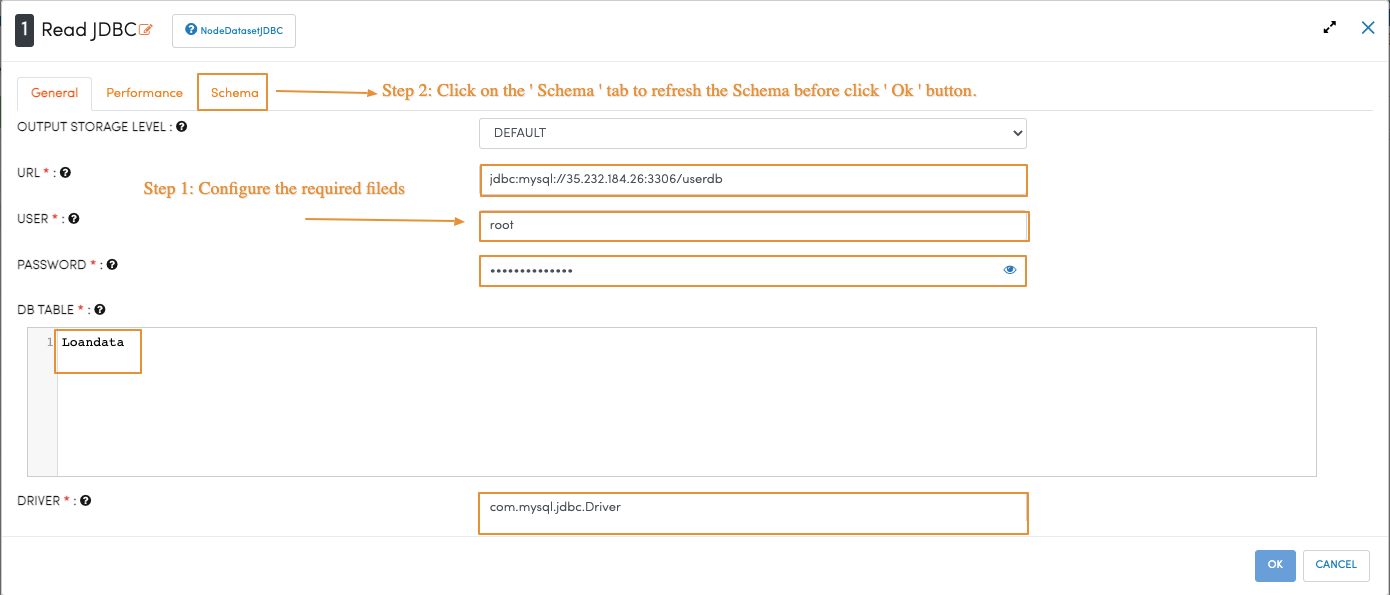 1 Read JDBC NodeDatasetJDBC
General Performance Schema Step 2: Click on the ' Schema ' tab to refresh the Schema before click ' Ok ' button.
OUTPUT STORAGE LEVEL : DEFAULT
URL * : jdbc:mysql://35.232.184.26:3306/userdb
Step 1: Configure the required fileds
USER * : root
PASSWORD * : ••••••••••••••
DB TABLE * :
1 Loandata
DRIVER * : com.mysql.jdbc.Driver
OK CANCEL